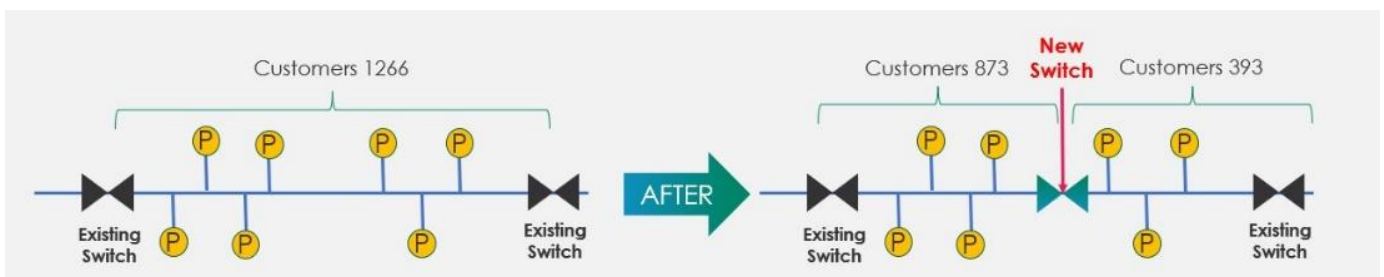 Customers 1266
P P P P
P P P
Existing
Switch
Existing
Switch
AFTER
New
Switch
Customers 873
Customers 393
P P P P
P P P
Existing
Switch
Existing
Switch